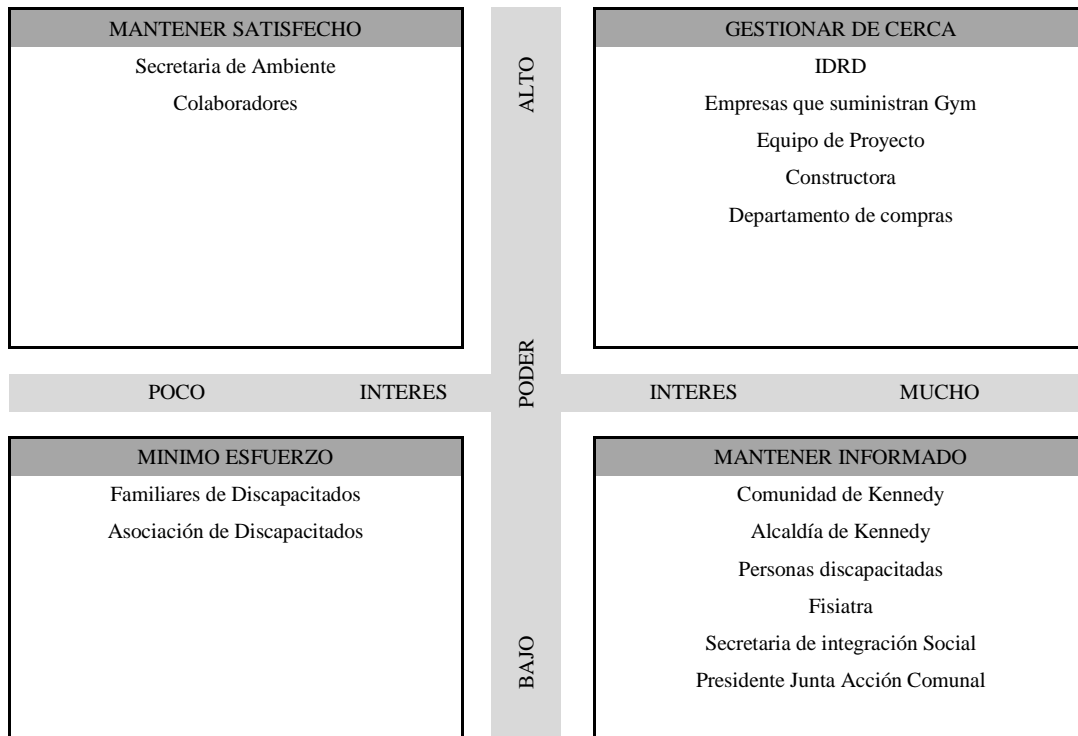 MANTENER SATISFECHO
Secretaria de Ambiente
Colaboradores
ALTO
GESTIONAR DE CERCA
IDRD
Empresas que suministran Gym
Equipo de Proyecto
Constructora
Departamento de compras
POCO
INTERES
PODER
INTERES
MUCHO
MINIMO ESFUERZO
Familiares de Discapacitados
Asociación de Discapacitados
BAJO
MANTENER INFORMADO
Comunidad de Kennedy
Alcaldía de Kennedy
Personas discapacitadas
Fisiatra
Secretaria de integración Social
Presidente Junta Acción Comunal